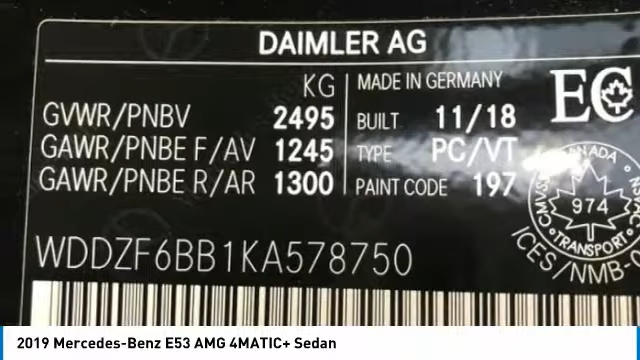 DAIMLER AG
KG
MADE IN GERMANY
EC
GVWR/PNBV 2495
BUILT 11/18
GAWR/PNBE F/AV 1245
TYPE PC/VT
GAWR/PNBE R/AR 1300
PAINT CODE 197
CANADA
974
TRANSPORT
ICES/NMB-
WDDZF6BB1KA578750
2019 Mercedes-Benz E53 AMG 4MATIC+ Sedan